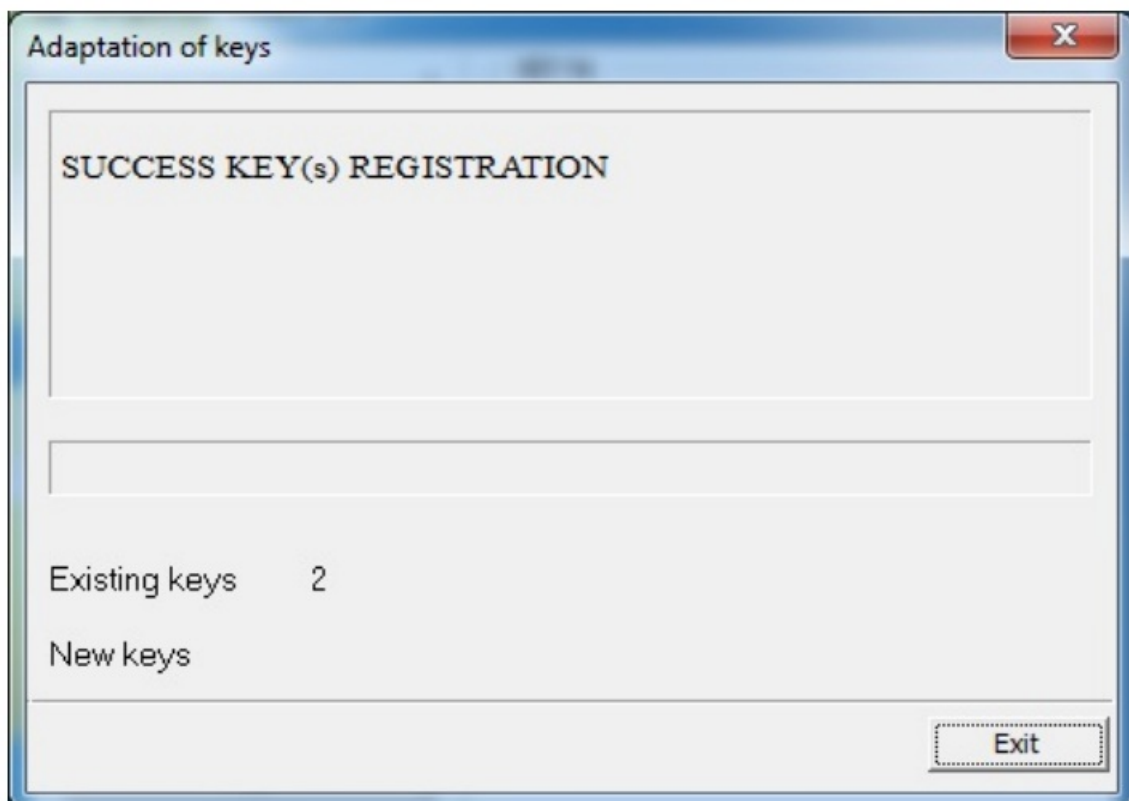 Adaptation of keys
SUCCESS KEY(s) REGISTRATION
Existing keys 2
New keys
Exit